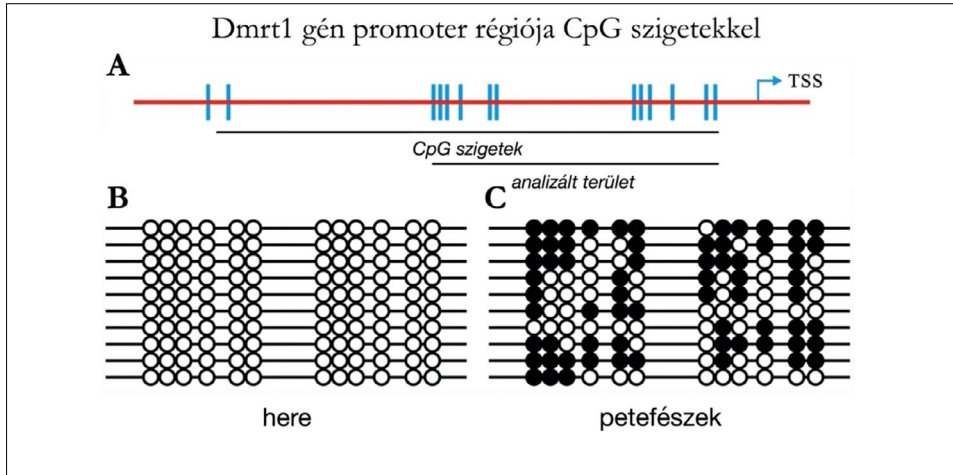 Dmrt1 gén promoter régiója CpG szigetekkel
A
TSS
CpG szigetek
analizált terület
B
C
here
petefészek